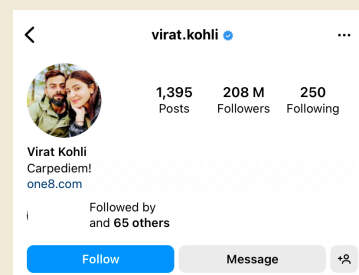 virat.kohli
1,395 208 M 250
Posts Followers Following
Virat Kohli
Carpediem!
one8.com
Followed by
and 65 others
Follow Message